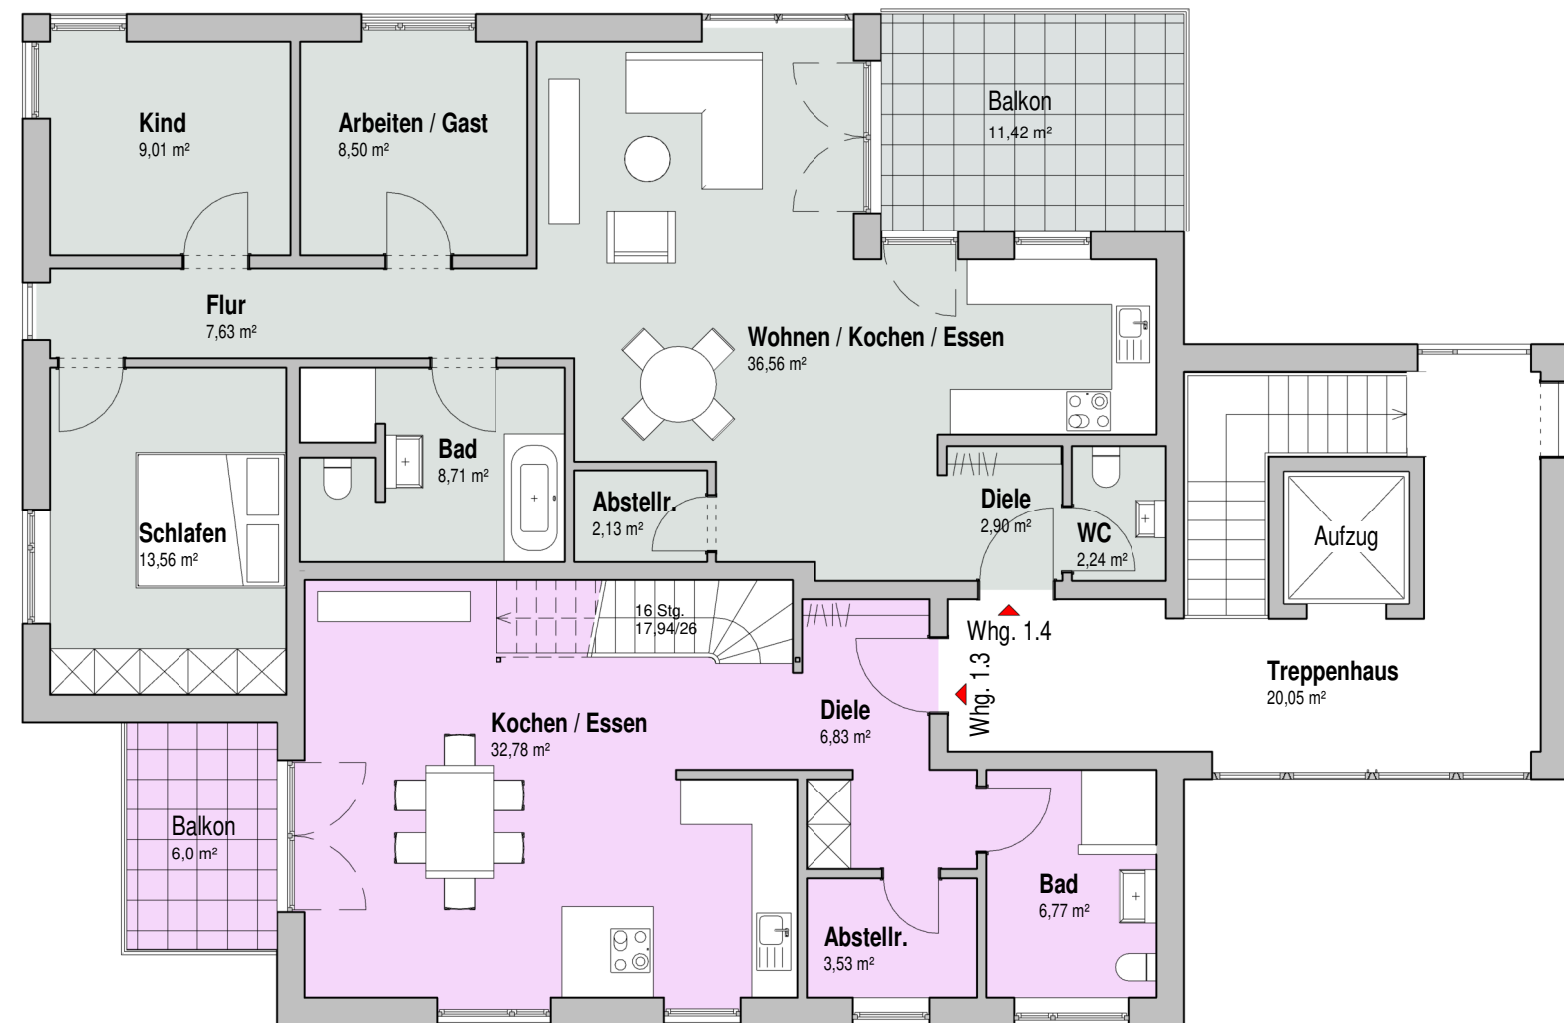 Kind
9,01 m²
Arbeiten / Gast
8,50 m²
Balkon
11,42 m²
Flur
7,63 m²
Wohnen / Kochen / Essen
36,56 m²
Bad
8,71 m²
Abstellr.
2,13 m²
Diele
2,90 m²
WC
2,24 m²
Schlafen
13,56 m²
Aufzug
16 Stg.
17,94/26
Whg. 1.4
Whg. 1.3
Treppenhaus
20,05 m²
Kochen / Essen
32,78 m²
Diele
6,83 m²
Balkon
6,0 m²
Bad
6,77 m²
Abstellr.
3,53 m²